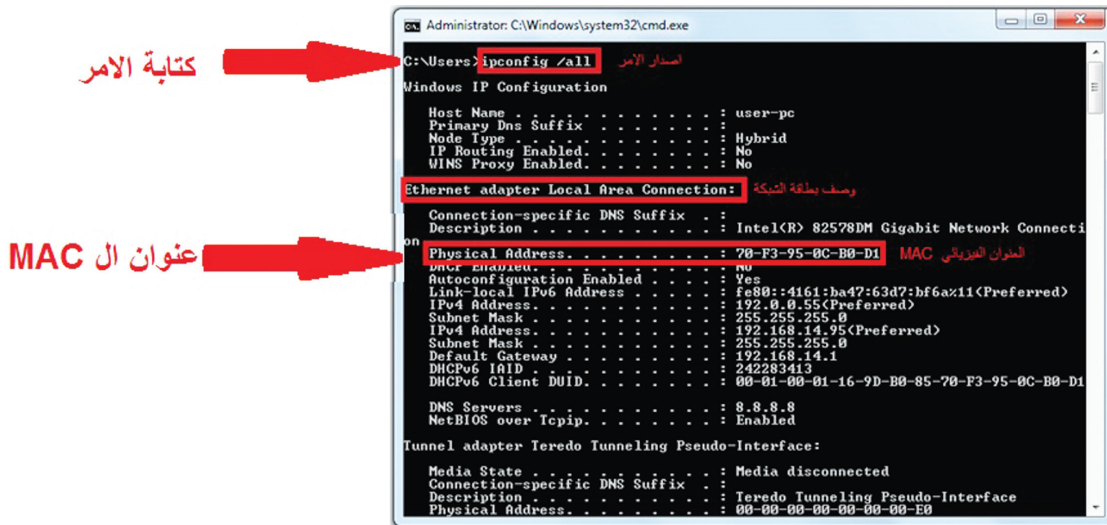 Administrator: C:\Windows\system32\cmd.exe
كتابة الامر
C:\Users>ipconfig /all اصدار الامر
Windows IP Configuration
Host Name . . . . . . . . . . . . : user-pc
Primary Dns Suffix . . . . . . . :
Node Type . . . . . . . . . . . . : Hybrid
IP Routing Enabled. . . . . . . . : No
WINS Proxy Enabled. . . . . . . . : No
Ethernet adapter Local Area Connection: وصف بطاقة الشبكة
Connection-specific DNS Suffix . :
Description . . . . . . . . . . . : Intel(R) 82578DM Gigabit Network Connecti
on
عنوان ال MAC
Physical Address. . . . . . . . . : 70-F3-95-0C-B0-D1 العنوان الفيزيائي MAC
DHCP Enabled. . . . . . . . . . . : No
Autoconfiguration Enabled . . . . : Yes
Link-local IPv6 Address . . . . . : fe80::4161:ba47:63d7:bf6a%11(Preferred)
IPv4 Address. . . . . . . . . . . : 192.0.0.55(Preferred)
Subnet Mask . . . . . . . . . . . : 255.255.255.0
IPv4 Address. . . . . . . . . . . : 192.168.14.95(Preferred)
Subnet Mask . . . . . . . . . . . : 255.255.255.0
Default Gateway . . . . . . . . . : 192.168.14.1
DHCPv6 IAID . . . . . . . . . . . : 242283413
DHCPv6 Client DUID. . . . . . . . : 00-01-00-01-16-9D-B0-85-70-F3-95-0C-B0-D1
DNS Servers . . . . . . . . . . . : 8.8.8.8
NetBIOS over Tcpip. . . . . . . . : Enabled
Tunnel adapter Teredo Tunneling Pseudo-Interface:
Media State . . . . . . . . . . . : Media disconnected
Connection-specific DNS Suffix . :
Description . . . . . . . . . . . : Teredo Tunneling Pseudo-Interface
Physical Address. . . . . . . . . : 00-00-00-00-00-00-00-E0